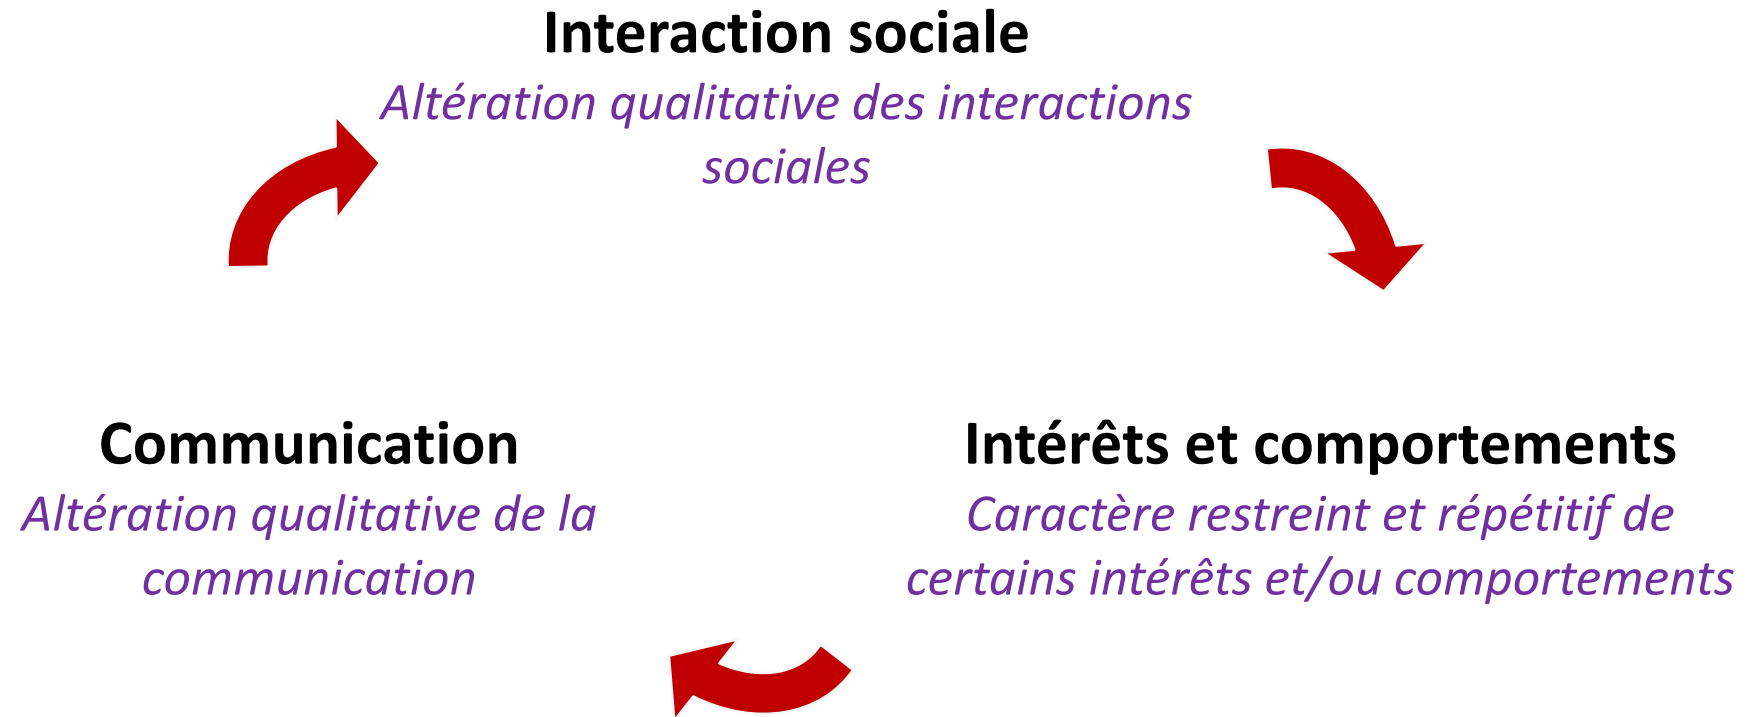 Interaction sociale
Altération qualitative des interactions
sociales
Communication
Altération qualitative de la
communication
Intérêts et comportements
Caractère restreint et répétitif de
certains intérêts et/ou comportements